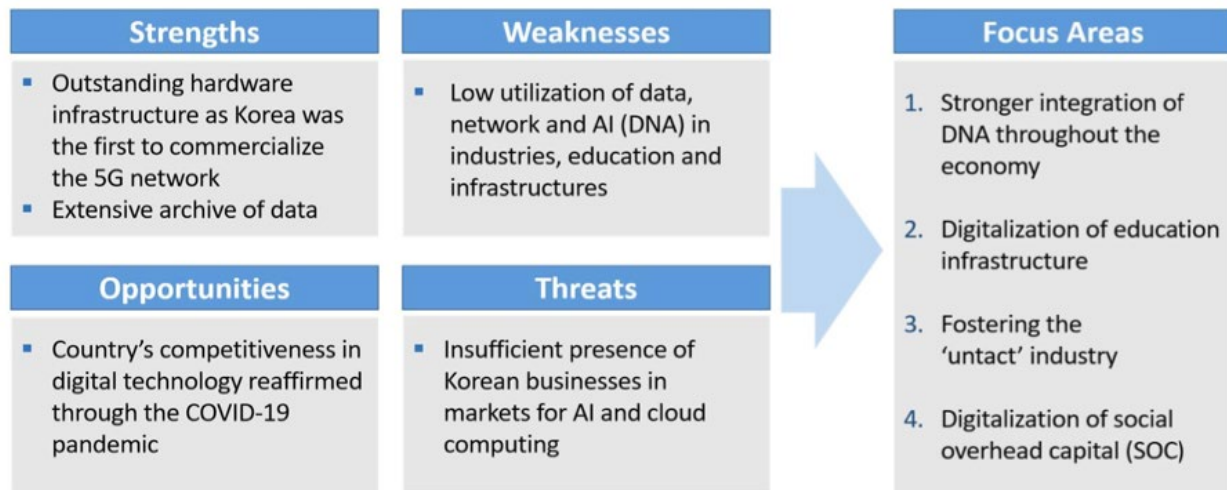 Strengths
▪ Outstanding hardware
infrastructure as Korea was
the first to commercialize
the 5G network
▪ Extensive archive of data
Weaknesses
▪ Low utilization of data,
network and AI (DNA) in
industries, education and
infrastructures
Opportunities
▪ Country’s competitiveness in
digital technology reaffirmed
through the COVID-19
pandemic
Threats
▪ Insufficient presence of
Korean businesses in
markets for AI and cloud
computing
Focus Areas
1. Stronger integration of
DNA throughout the
economy
2. Digitalization of education
infrastructure
3. Fostering the
‘untact’ industry
4. Digitalization of social
overhead capital (SOC)